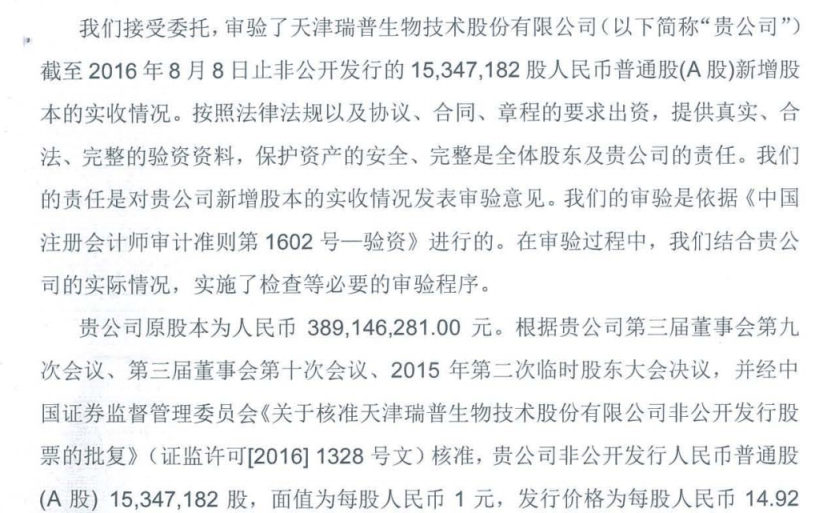 我们接受委托，审验了天津瑞普生物技术股份有限公司（以下简称“贵公司”）
截至 2016 年 8 月 8 日止非公开发行的 15,347,182 股人民币普通股(A 股)新增股
本的实收情况。按照法律法规以及协议、合同、章程的要求出资，提供真实、合
法、完整的验资资料，保护资产的安全、完整是全体股东及贵公司的责任。我们
的责任是对贵公司新增股本的实收情况发表审验意见。我们的审验是依据《中国
注册会计师审计准则第 1602 号—验资》进行的。在审验过程中，我们结合贵公
司的实际情况，实施了检查等必要的审验程序。
贵公司原股本为人民币 389,146,281.00 元。根据贵公司第三届董事会第九
次会议、第三届董事会第十次会议、2015 年第二次临时股东大会决议，并经中
国证券监督管理委员会《关于核准天津瑞普生物技术股份有限公司非公开发行股
票的批复》（证监许可[2016] 1328 号文）核准，贵公司非公开发行人民币普通股
(A 股) 15,347,182 股，面值为每股人民币 1 元，发行价格为每股人民币 14.92